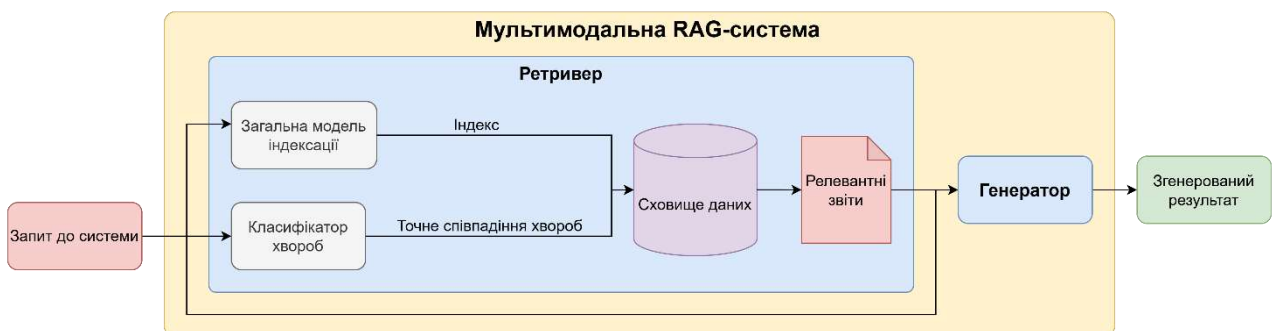 Мультимодальна RAG-система
Ретривер
Загальна модель
індексації
Індекс
Класифікатор
хвороб
Точне співпадіння хвороб
Сховище даних
Релевантні
звіти
Генератор
Згенерований
результат
Запит до системи